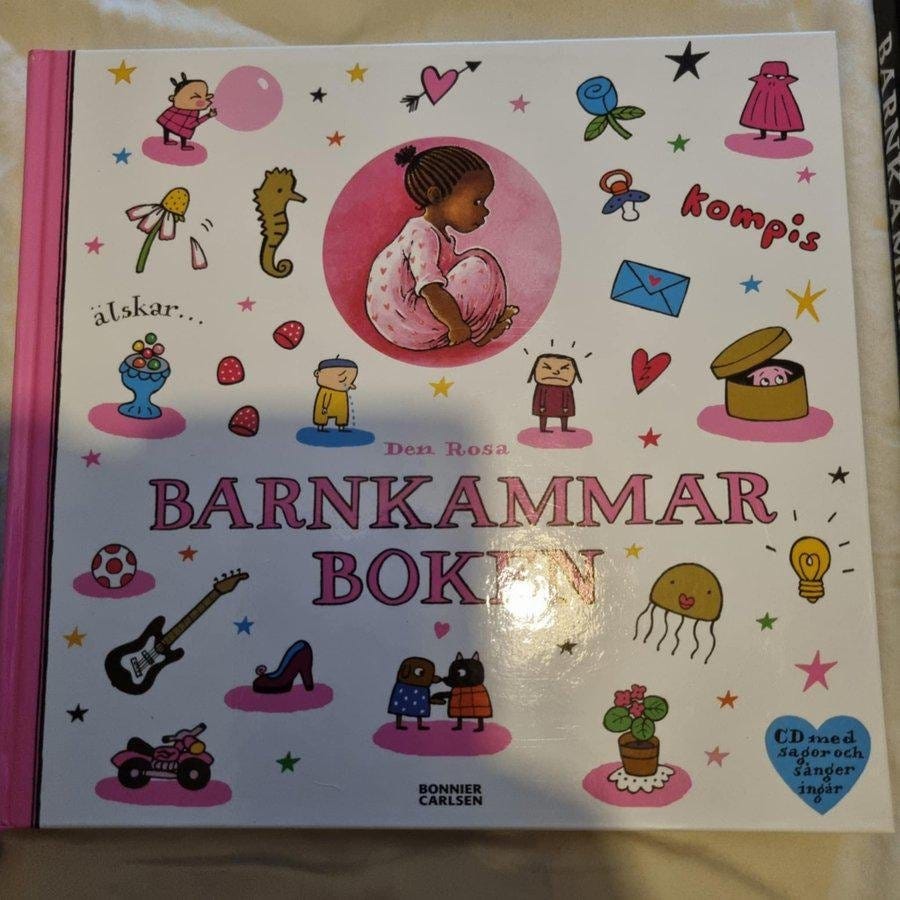 kompis
älskar...
Den Rosa
BARNKAMMAR
BOKEN
CD med
sagor och
sånger
ingår
BONNIER
CARLSEN